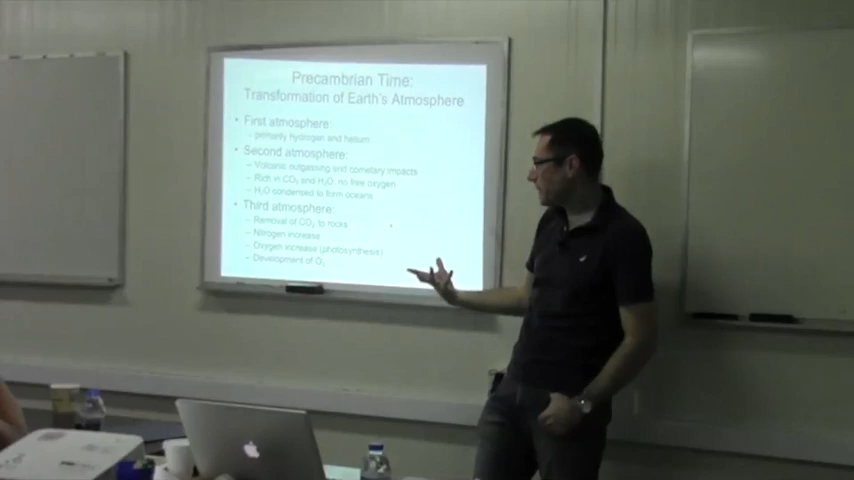 Precambrian Time:
Transformation of Earth's Atmosphere
• First atmosphere:
– primarily hydrogen and helium
• Second atmosphere:
– Volcanic outgassing and cometary impacts
– Rich in CO₂ and H₂O, no free oxygen
– H₂O condensed to form oceans
• Third atmosphere:
– Removal of CO₂ to rocks
– Nitrogen increase
– Oxygen increase (photosynthesis)
– Development of O₃